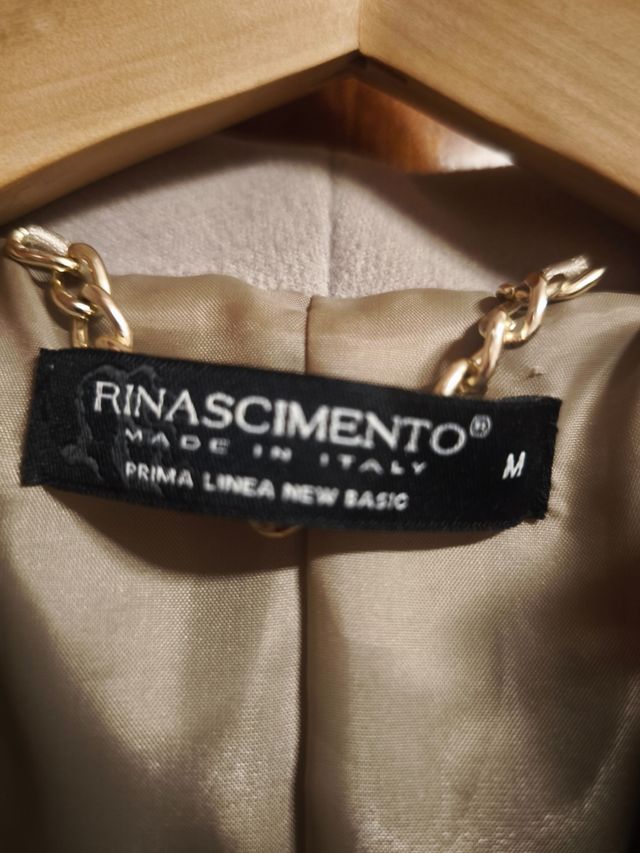 RINASCIMENTO®
MADE IN ITALY
PRIMA LINEA NEW BASIC
M